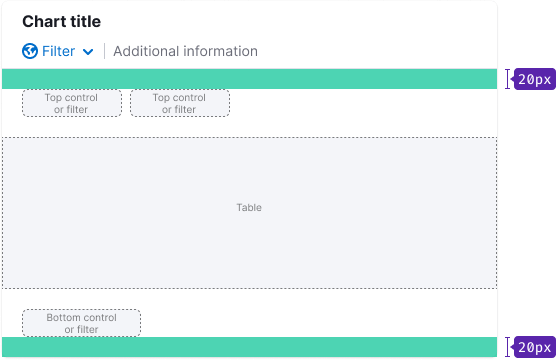 Chart title
Filter Additional information
20px
Top control
or filter
Top control
or filter
Table
Bottom control
or filter
20px